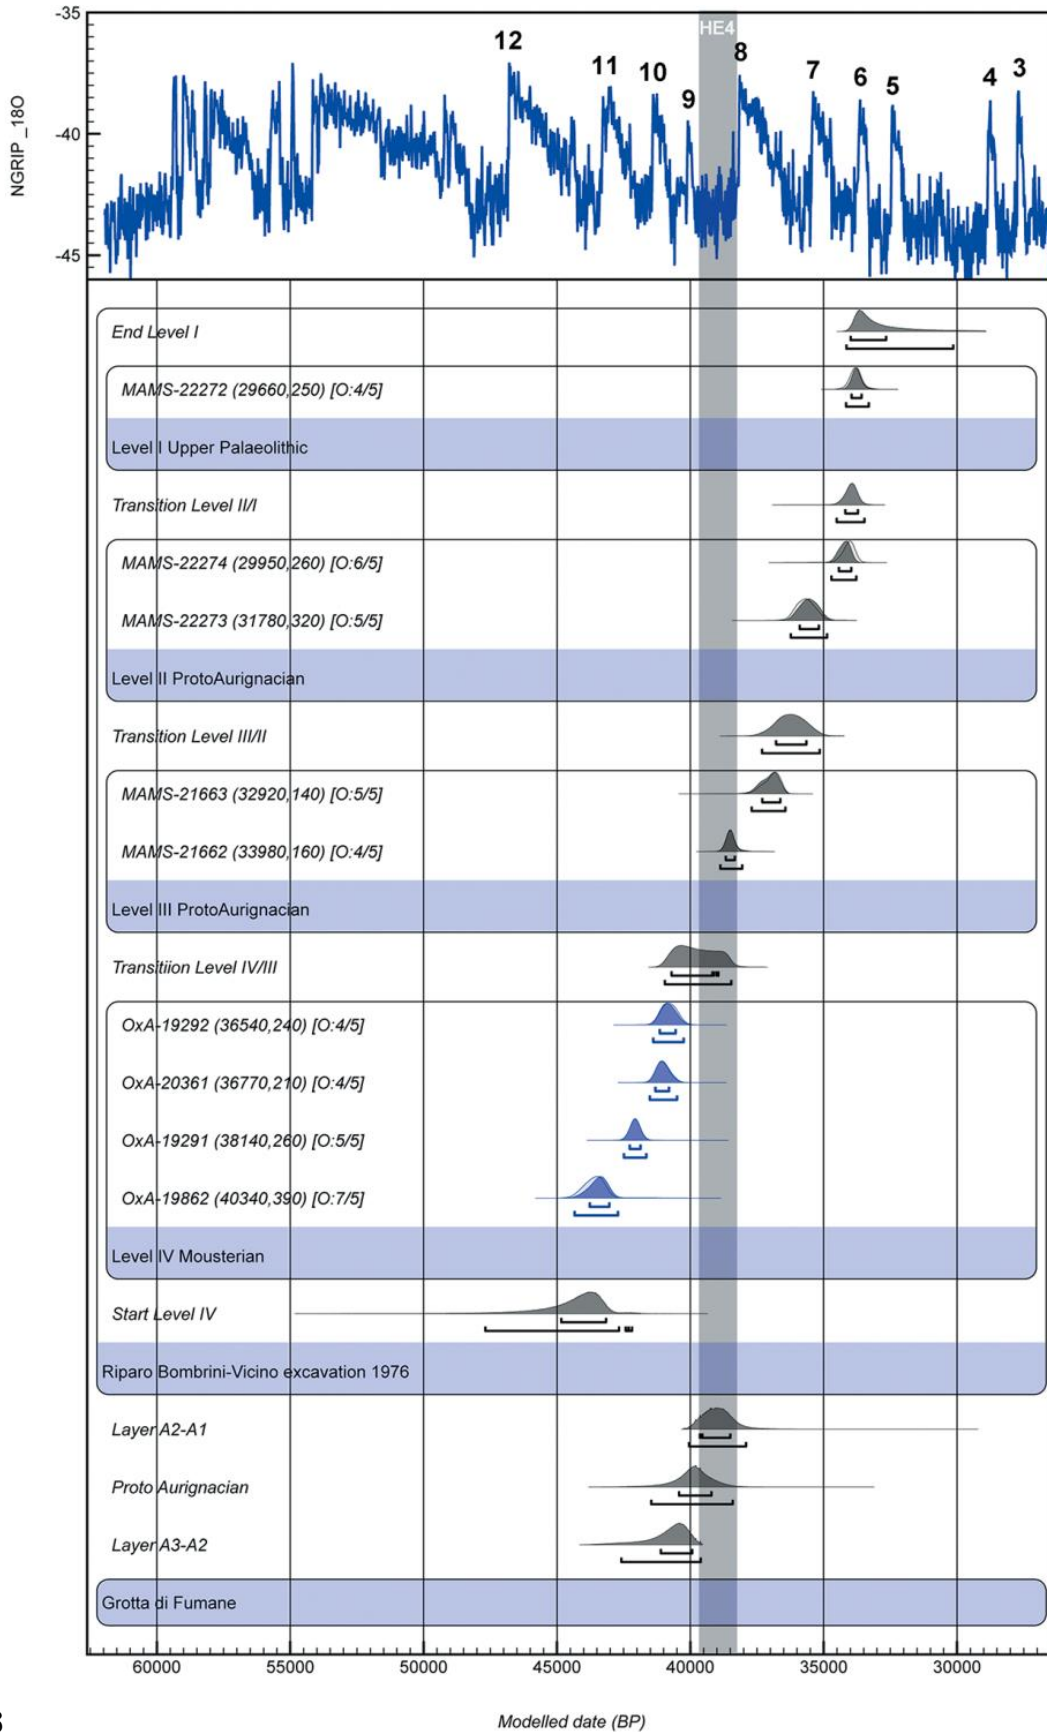 -35
HE4
12
8
11
10
7
6
5
4
3
9
NGRIP_18O
-40
-45
End Level I
MAMS-22272 (29660,250) [O:4/5]
Level I Upper Palaeolithic
Transition Level II/I
MAMS-22274 (29950,260) [O:6/5]
MAMS-22273 (31780,320) [O:5/5]
Level II ProtoAurignacian
Transition Level III/II
MAMS-21663 (32920,140) [O:5/5]
MAMS-21662 (33980,160) [O:4/5]
Level III ProtoAurignacian
Transitiion Level IV/III
OxA-19292 (36540,240) [O:4/5]
OxA-20361 (36770,210) [O:4/5]
OxA-19291 (38140,260) [O:5/5]
OxA-19862 (40340,390) [O:7/5]
Level IV Mousterian
Start Level IV
Riparo Bombrini-Vicino excavation 1976
Layer A2-A1
Proto Aurignacian
Layer A3-A2
Grotta di Fumane
60000 55000 50000 45000 40000 35000 30000
Modelled date (BP)